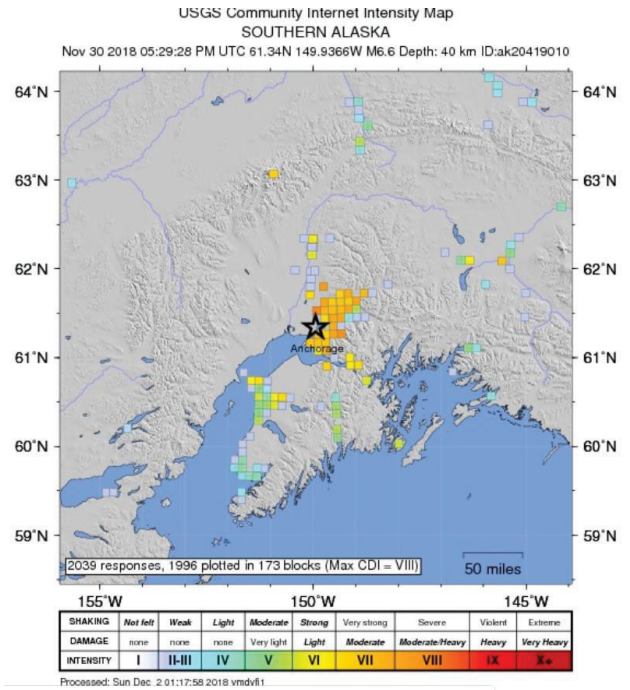 USGS Community Internet Intensity Map
SOUTHERN ALASKA
Nov 30 2018 05:29:28 PM UTC 61.34N 149.9366W M6.6 Depth: 40 km ID:ak20419010
64°N
64°N
63°N
63°N
62°N
62°N
Anchorage
61°N
61°N
60°N
60°N
59°N
59°N
2039 responses, 1996 plotted in 173 blocks (Max CDI = VIII)
50 miles
155°W 150°W 145°W
SHAKING Not felt Weak Light Moderate Strong Very strong Severe Violent Extreme
DAMAGE none none none Very light Light Moderate Moderate/Heavy Heavy Very Heavy
INTENSITY I II-III IV V VI VII VIII IX X+
Processed: Sun Dec 2 01:17:58 2018 vmdyfi1